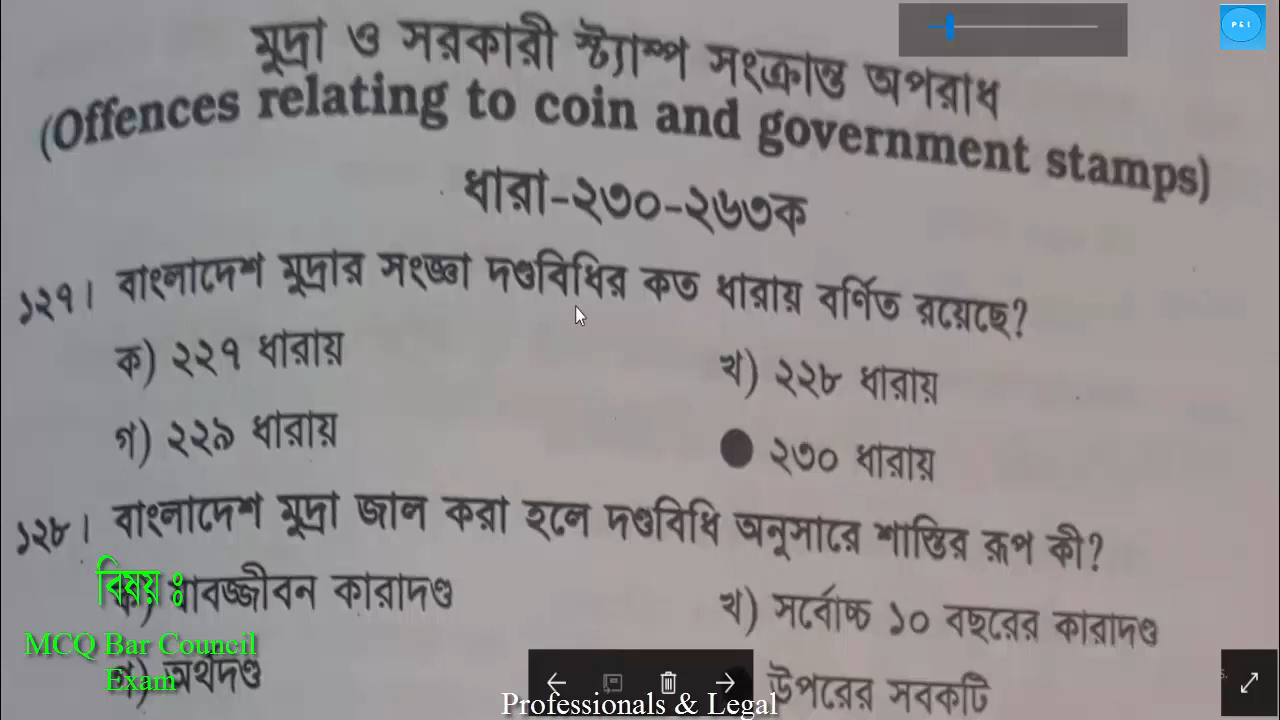 মুদ্রা ও সরকারী স্ট্যাম্প সংক্রান্ত অপরাধ
(Offences relating to coin and government stamps)
ধারা-২৩০-২৬৩ক
১২৭। বাংলাদেশ মুদ্রার সংজ্ঞা দণ্ডবিধির কত ধারায় বর্ণিত রয়েছে?
ক) ২২৭ ধারায় খ) ২২৮ ধারায়
গ) ২২৯ ধারায় ২৩০ ধারায়
১২৮। বাংলাদেশ মুদ্রা জাল করা হলে দণ্ডবিধি অনুসারে শাস্তির রূপ কী?
ক) যাবজ্জীবন কারাদণ্ড খ) সর্বোচ্চ ১০ বছরের কারাদণ্ড
গ) অর্থদণ্ড উপরের সবকটি
বিষয় ঃ
MCQ Bar Council
Exam
Professionals & Legal